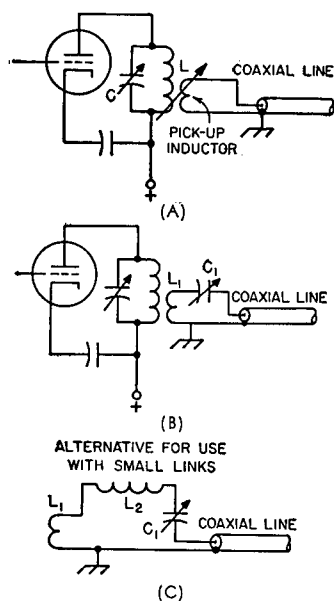 L
C
COAXIAL LINE
PICK-UP
INDUCTOR
+
(A)
L1
C1
COAXIAL LINE
+
(B)
ALTERNATIVE FOR USE
WITH SMALL LINKS
L1
L2
C1
COAXIAL LINE
(C)